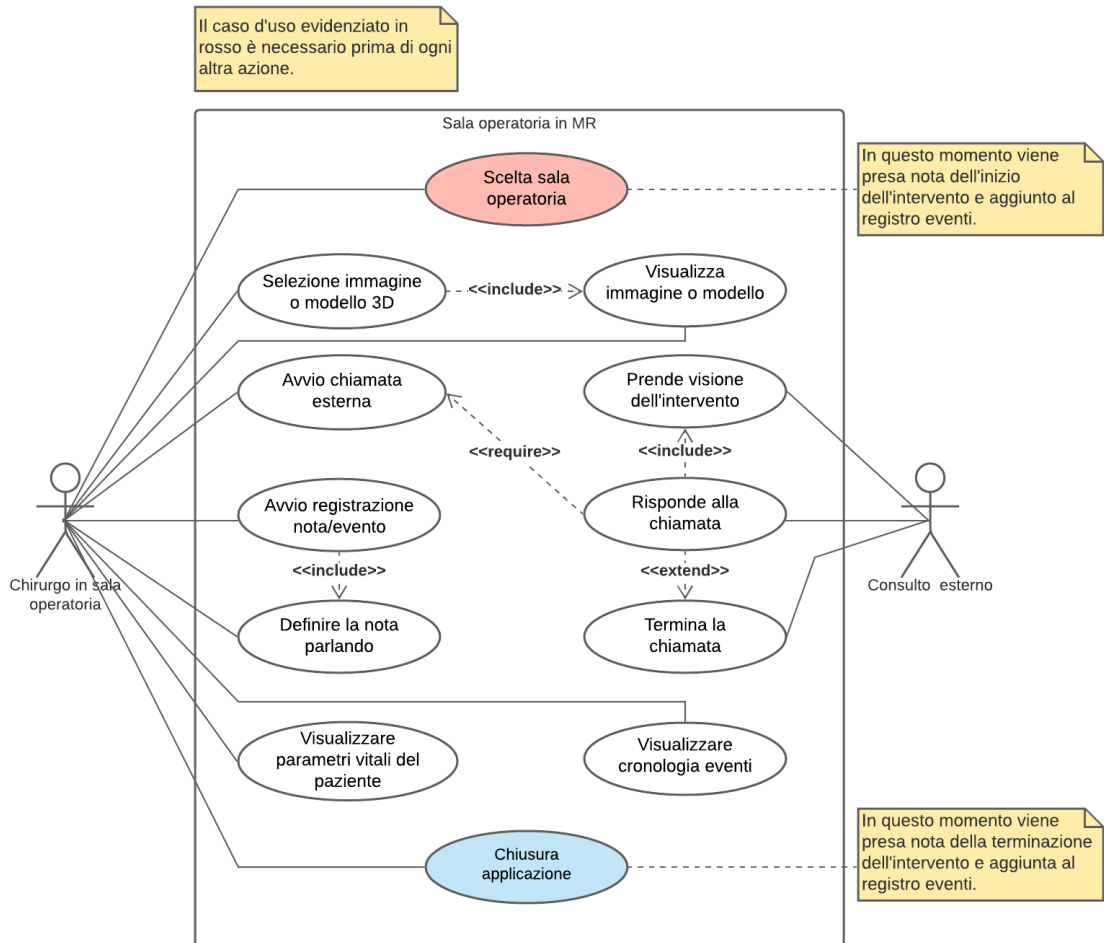 Il caso d'uso evidenziato in
rosso è necessario prima di ogni
altra azione.
Sala operatoria in MR
Scelta sala
operatoria
In questo momento viene
presa nota dell'inizio
dell'intervento e aggiunto al
registro eventi.
Selezione immagine
o modello 3D
<<include>>
Visualizza
immagine o modello
Avvio chiamata
esterna
Prende visione
dell'intervento
<<require>>
<<include>>
Avvio registrazione
nota/evento
Risponde alla
chiamata
<<include>>
<<extend>>
Chirurgo in sala
operatoria
Consulto esterno
Definire la nota
parlando
Termina la
chiamata
Visualizzare
parametri vitali del
paziente
Visualizzare
cronologia eventi
Chiusura
applicazione
In questo momento viene
presa nota della terminazione
dell'intervento e aggiunta al
registro eventi.